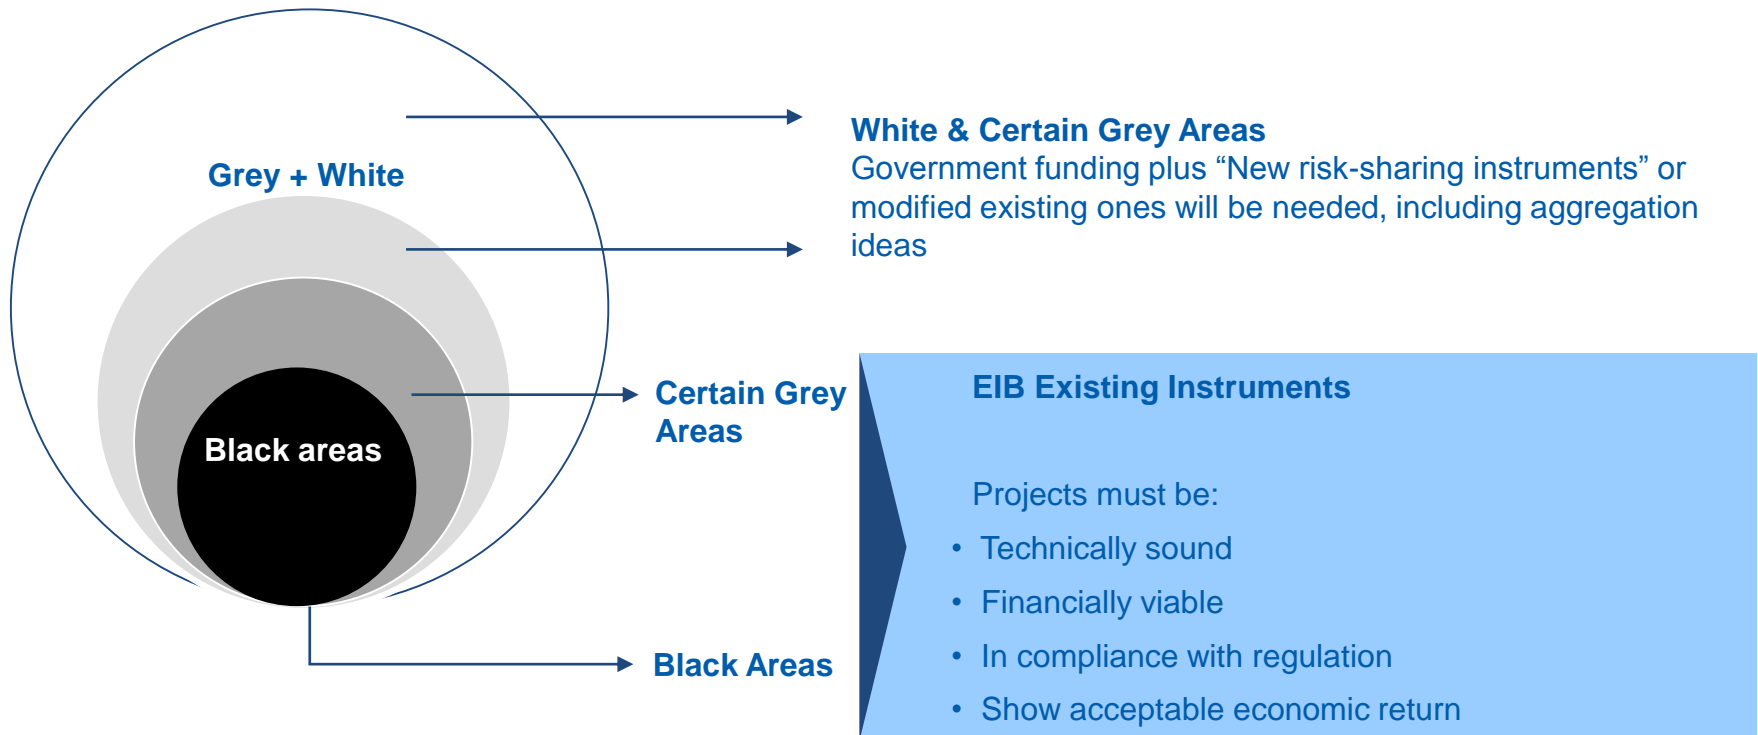 Grey + White
Black areas
White & Certain Grey Areas
Government funding plus “New risk-sharing instruments” or
modified existing ones will be needed, including aggregation
ideas
Certain Grey
Areas
Black Areas
EIB Existing Instruments
Projects must be:
• Technically sound
• Financially viable
• In compliance with regulation
• Show acceptable economic return